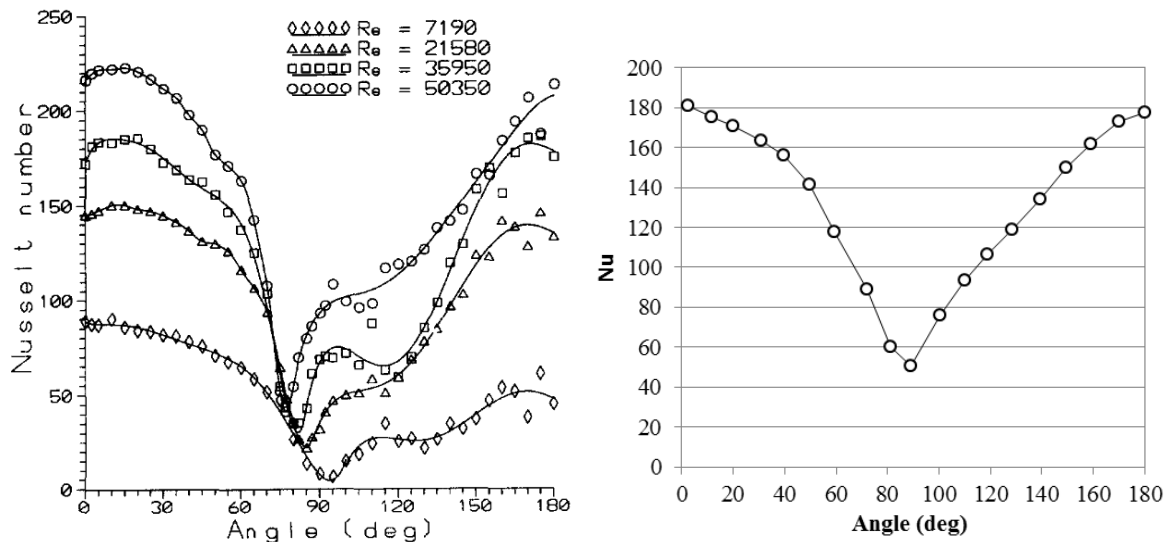 250
200
150
100
50
0
Nusselt number
Re = 7190
Re = 21580
Re = 35950
Re = 50350
0 30 60 90 120 150 180
Angle (deg)
200
180
160
140
120
100
80
60
40
20
0
Nu
0 20 40 60 80 100 120 140 160 180
Angle (deg)